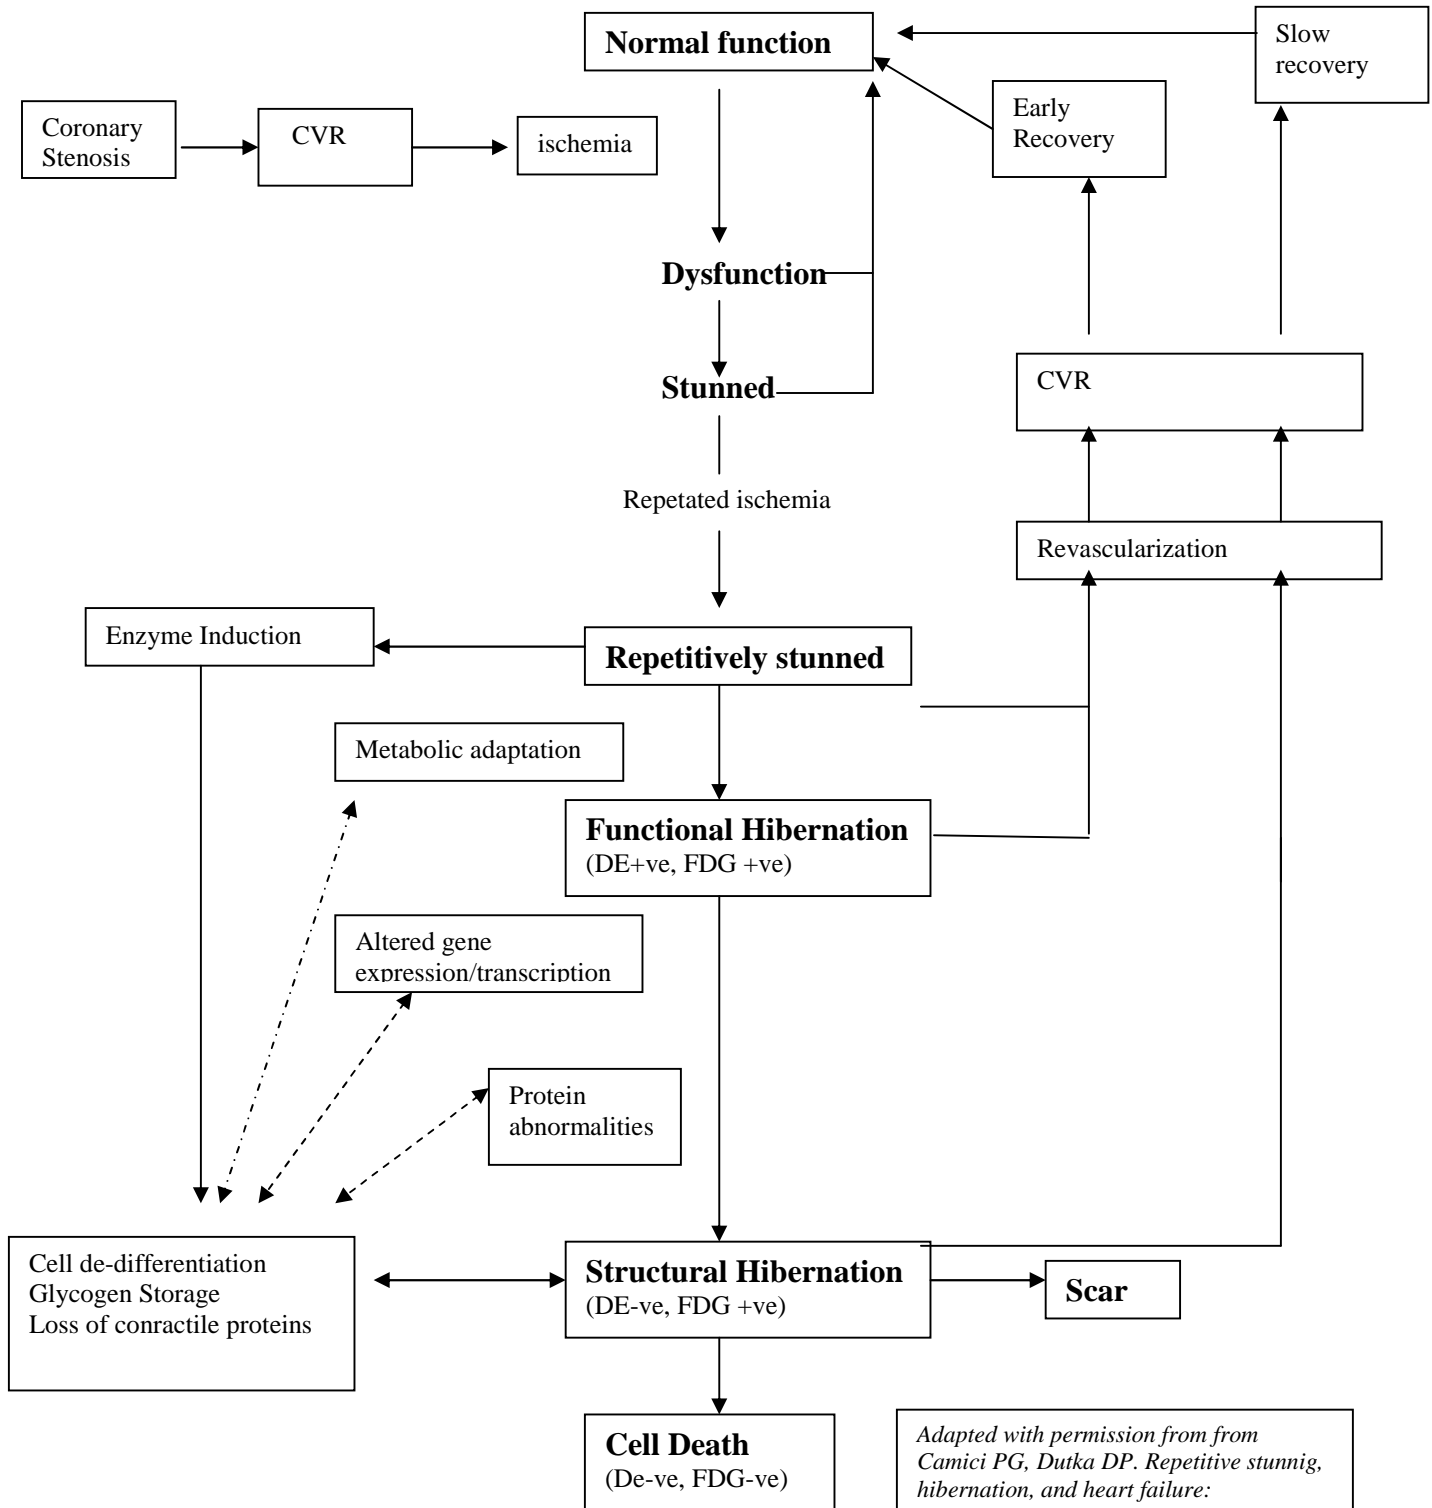 Normal function
Slow
recovery
Early
Recovery
Coronary
Stenosis
CVR
ischemia
Dysfunction
Stunned
CVR
Repetated ischemia
Revascularization
Enzyme Induction
Repetitively stunned
Metabolic adaptation
Functional Hibernation
(DE+ve, FDG +ve)
Altered gene
expression/transcription
Protein
abnormalities
Cell de-differentiation
Glycogen Storage
Loss of conractile proteins
Structural Hibernation
(DE-ve, FDG +ve)
Scar
Cell Death
(De-ve, FDG-ve)
Adapted with permission from from
Camici PG, Dutka DP. Repetitive stunnig,
hibernation, and heart failure: